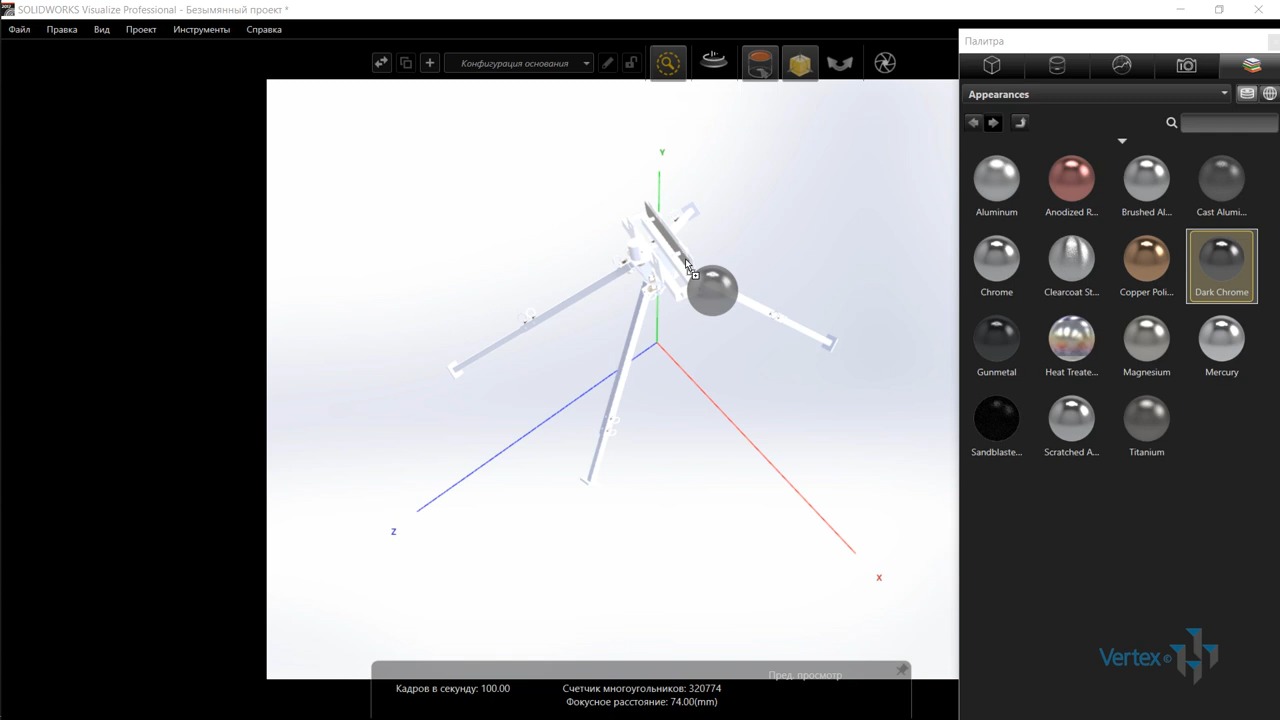 SOLIDWORKS Visualize Professional - Безымянный проект *
Файл Правка Вид Проект Инструменты Справка
Конфигурация основания
Палитра
Appearances
Aluminum Anodized R... Brushed Al... Cast Alumi...
Chrome Clearcoat St... Copper Poli... Dark Chrome
Gunmetal Heat Treate... Magnesium Mercury
Sandblaste... Scratched A... Titanium
Y
Z
X
Пред. просмотр
Кадров в секунду: 100.00 Счетчик многоугольников: 320774
Фокусное расстояние: 74.00(mm)
Vertex ©